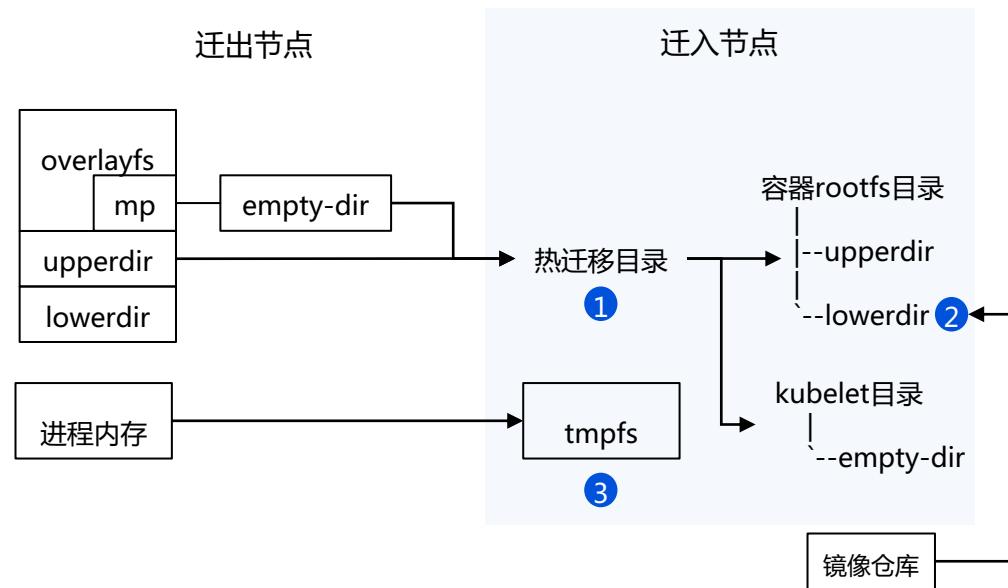 迁出节点
迁入节点
overlayfs
mp
empty-dir
upperdir
lowerdir
热迁移目录
1
容器rootfs目录
|
|--upperdir
|
`--lowerdir
2
进程内存
tmpfs
3
kubelet目录
|
`--empty-dir
镜像仓库